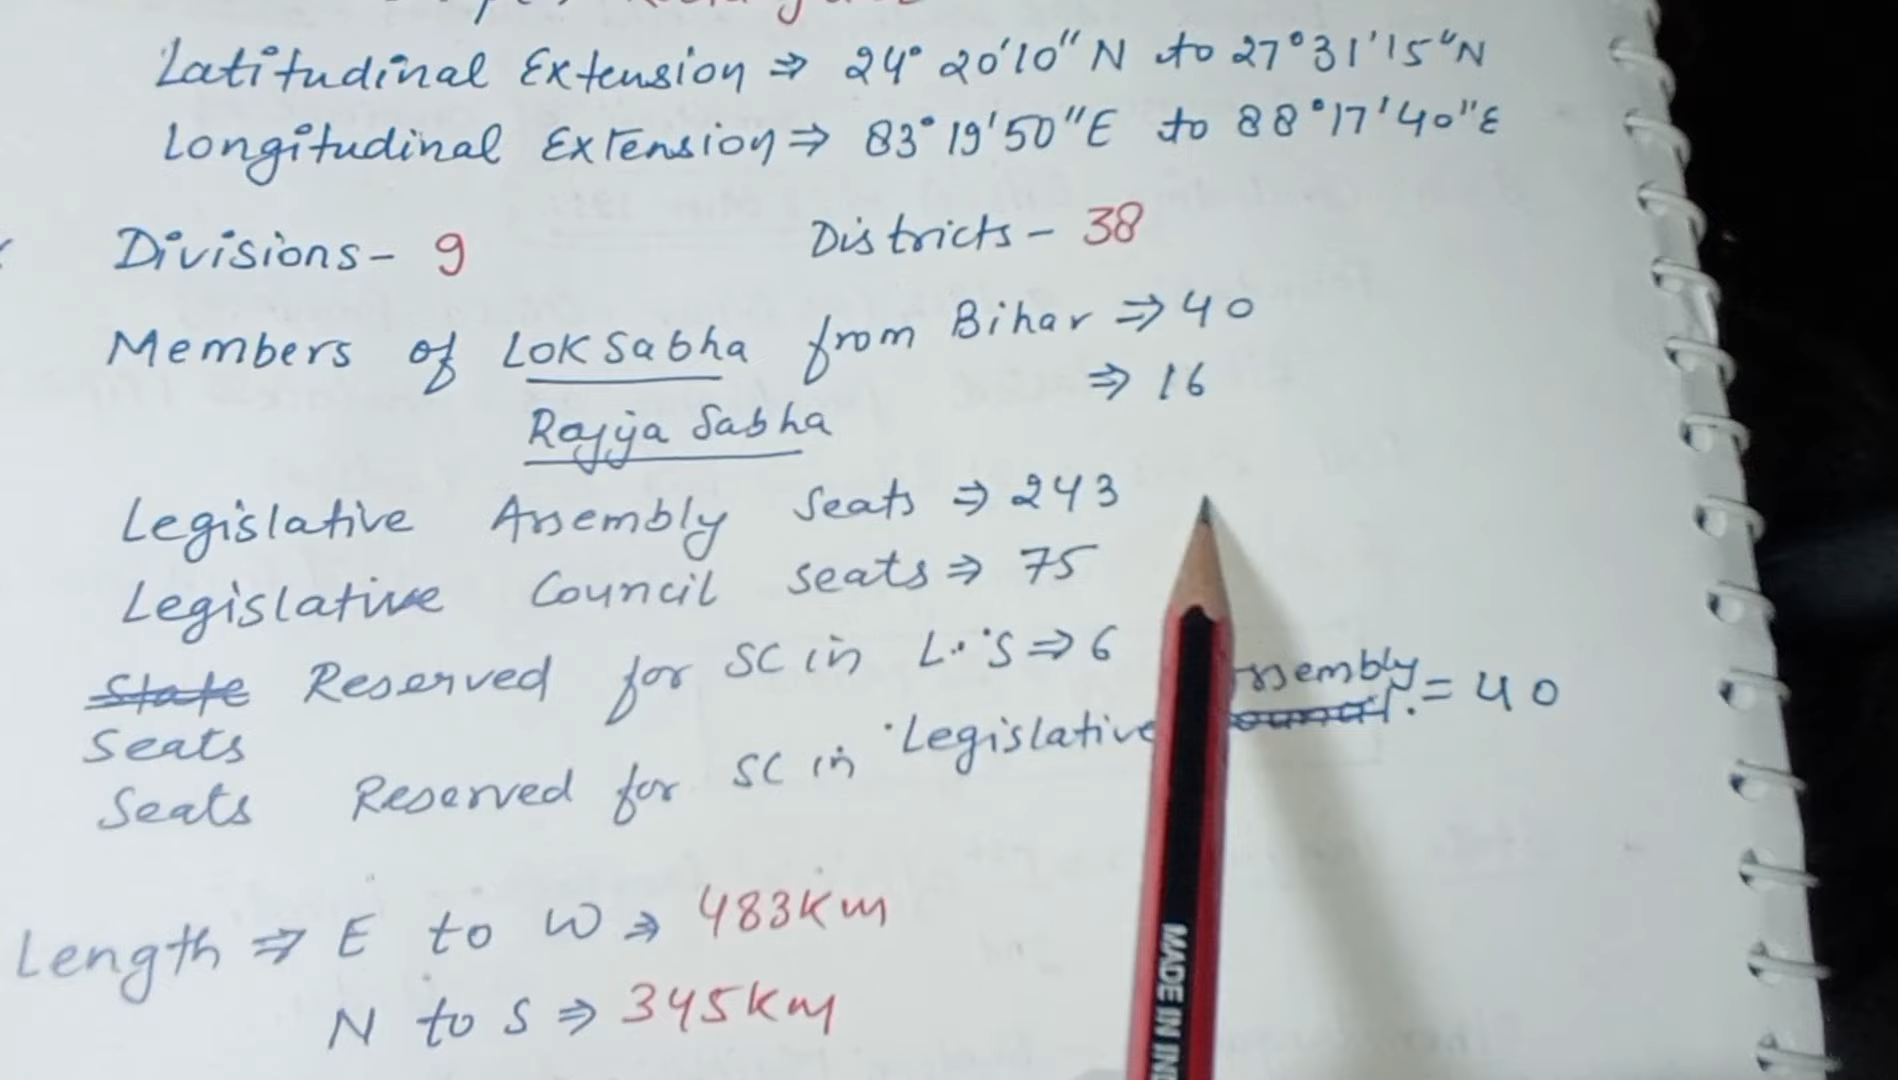 Latitudinal Extension ⇒ 24° 20'10" N to 27°31'15"N
Longitudinal Extension ⇒ 83°19'50"E to 88°17'40"E
Divisions - 9 Districts - 38
Members of Lok Sabha from Bihar ⇒ 40
Rajya Sabha ⇒ 16
Legislative Assembly Seats ⇒ 243
Legislative Council seats ⇒ 75
State Reserved for SC in L.S ⇒ 6
Seats
Seats Reserved for SC in Legislative ssembly = 40
Length ⇒ E to W ⇒ 483km
N to S ⇒ 345km
MADE IN IND